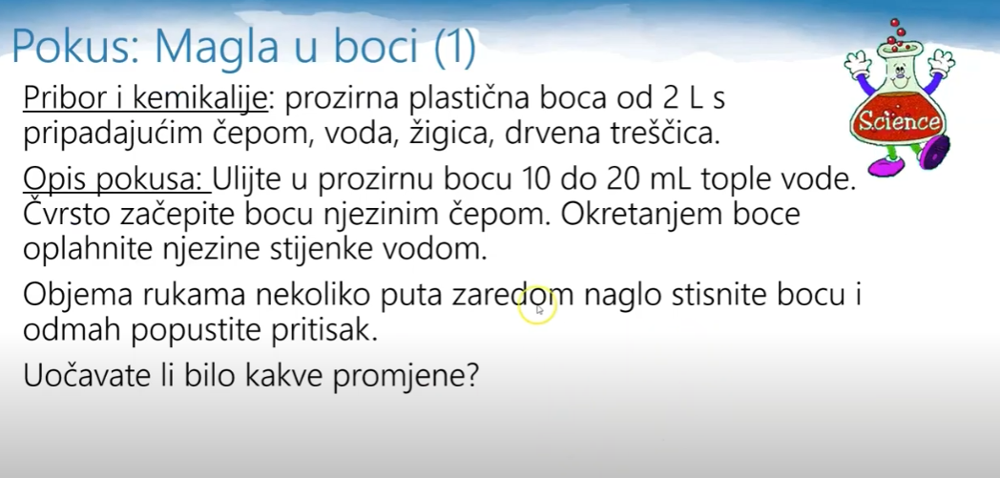 Pokus: Magla u boci (1)
Science
Pribor i kemikalije: prozirna plastična boca od 2 L s
pripadajućim čepom, voda, žigica, drvena treščica.
Opis pokusa: Ulijte u prozirnu bocu 10 do 20 mL tople vode.
Čvrsto začepite bocu njezinim čepom. Okretanjem boce
oplahnite njezine stijenke vodom.
Objema rukama nekoliko puta zaredom naglo stisnite bocu i
odmah popustite pritisak.
Uočavate li bilo kakve promjene?